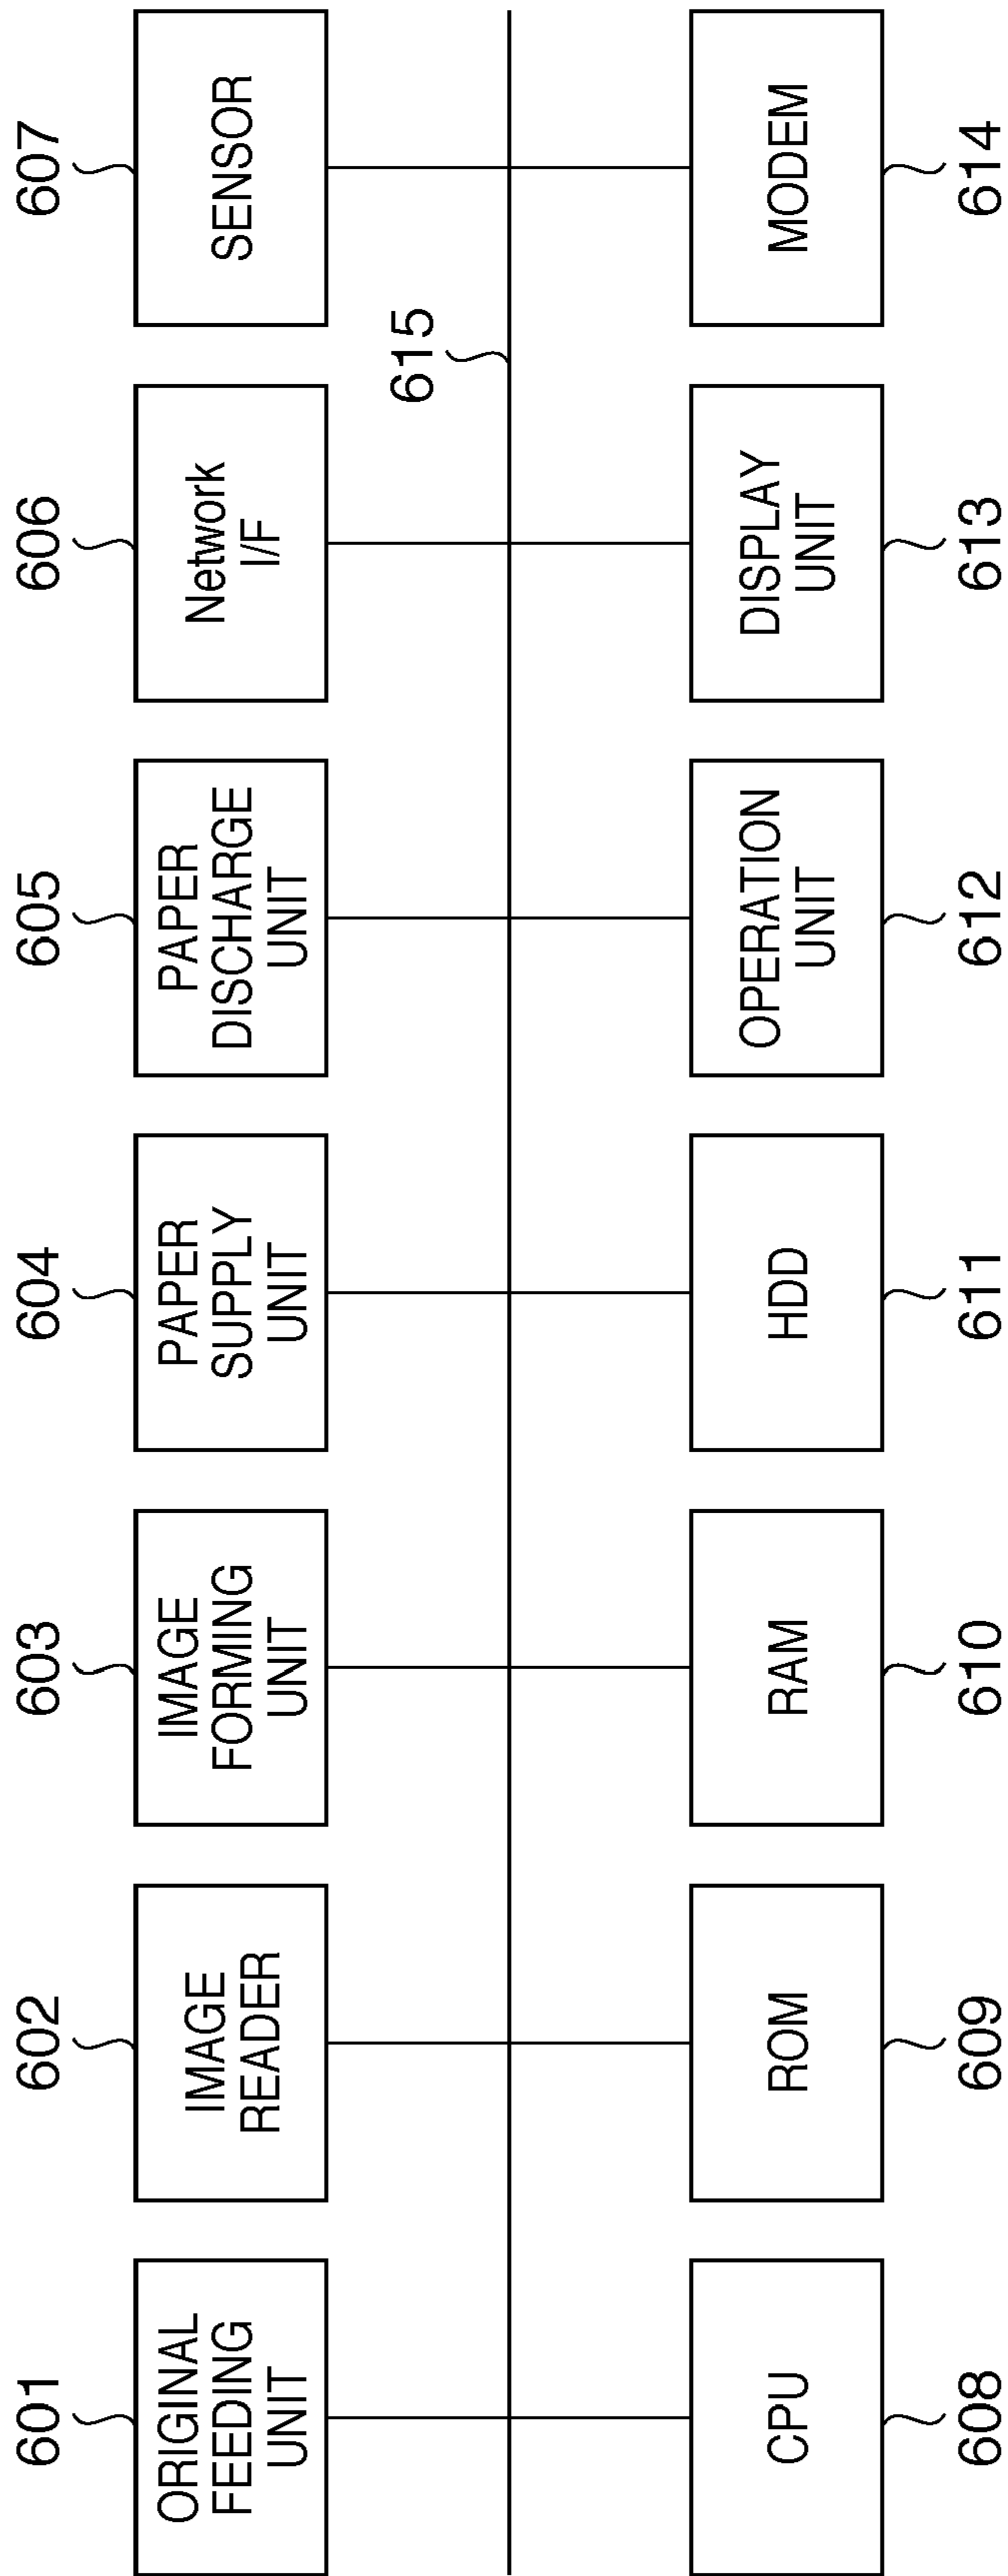 601
602
603
604
605
606
607
ORIGINAL
FEEDING
UNIT
IMAGE
READER
IMAGE
FORMING
UNIT
PAPER
SUPPLY
UNIT
PAPER
DISCHARGE
UNIT
Network
I/F
SENSOR
615
CPU
ROM
RAM
HDD
OPERATION
UNIT
DISPLAY
UNIT
MODEM
608
609
610
611
612
613
614